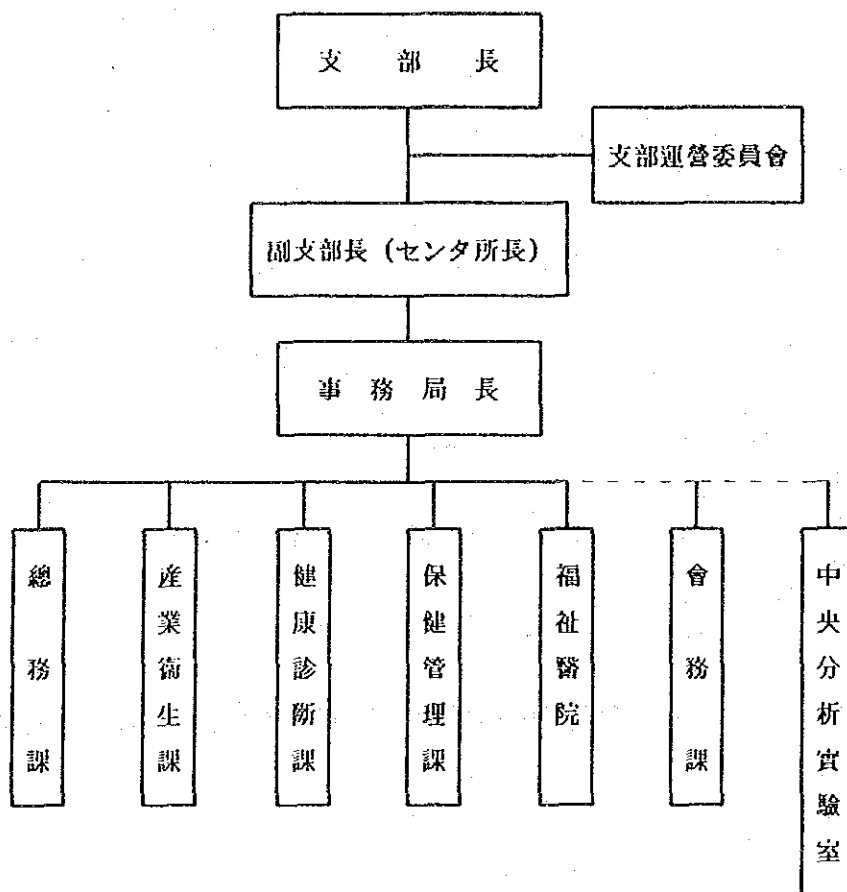 支部長
支部運營委員會
副支部長（センタ所長）
事務局長
總務課
産業衞生課
健康診斷課
保健管理課
福祉醫院
會務課
中央分析實驗室